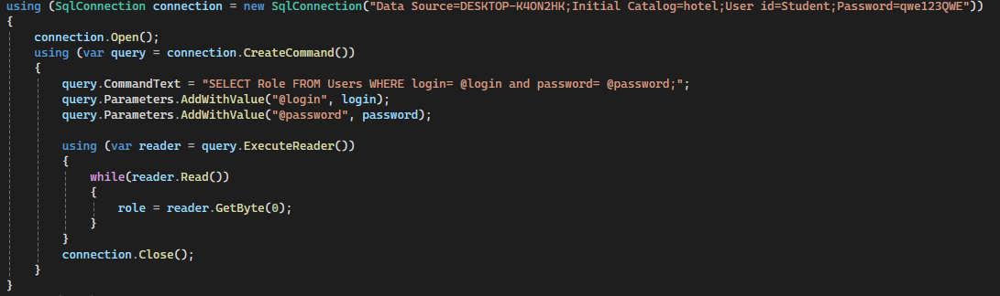 using (SqlConnection connection = new SqlConnection("Data Source=DESKTOP-K4ON2HK;Initial Catalog=hotel;User id=Student;Password=qwe123QWE"))
{
    connection.Open();
    using (var query = connection.CreateCommand())
    {
        query.CommandText = "SELECT Role FROM Users WHERE login= @login and password= @password;";
        query.Parameters.AddWithValue("@login", login);
        query.Parameters.AddWithValue("@password", password);

        using (var reader = query.ExecuteReader())
        {
            while(reader.Read())
            {
                role = reader.GetByte(0);
            }
        }
        connection.Close();
    }
}